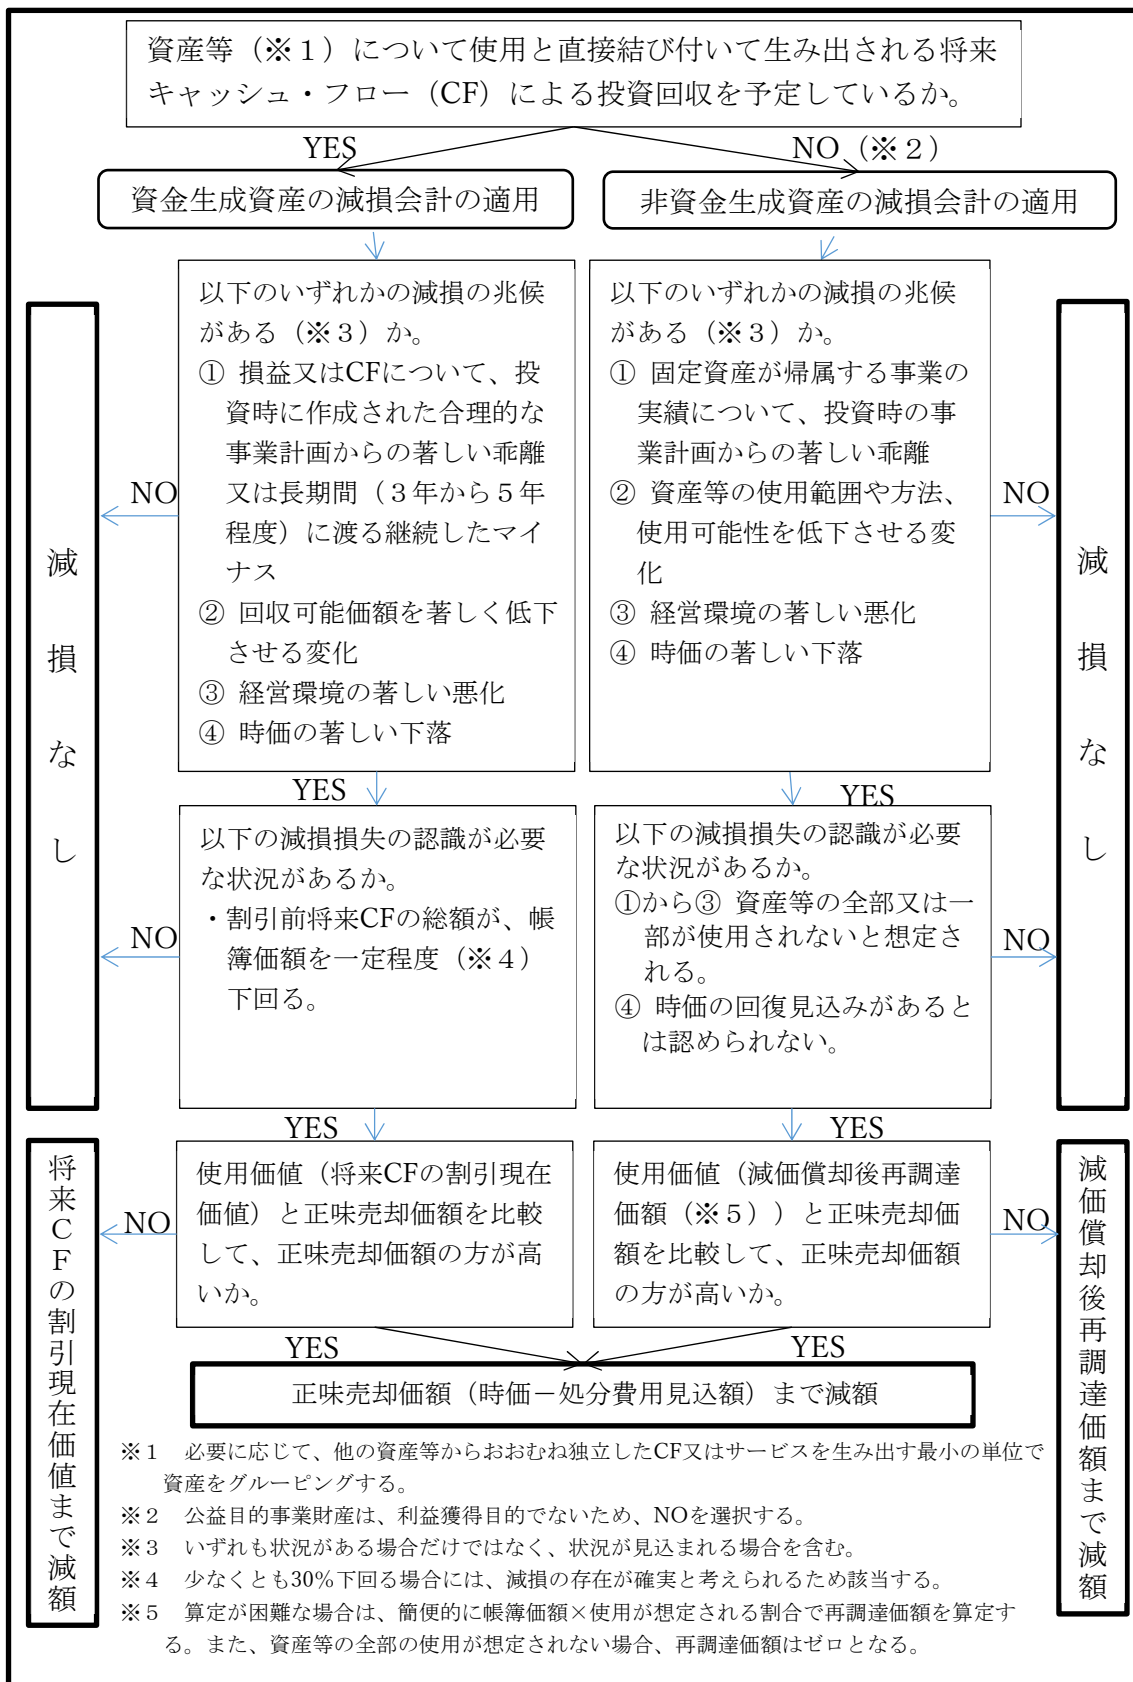 資産等（※１）について使用と直接結び付いて生み出される将来
キャッシュ・フロー（CF）による投資回収を予定しているか。
YES
NO（※２）
資金生成資産の減損会計の適用
非資金生成資産の減損会計の適用
以下のいずれかの減損の兆候
がある（※３）か。
① 損益又はCFについて、投
資時に作成された合理的な
事業計画からの著しい乖離
又は長期間（３年から５年
程度）に渡る継続したマイ
ナス
② 回収可能価額を著しく低下
させる変化
③ 経営環境の著しい悪化
④ 時価の著しい下落
以下のいずれかの減損の兆候
がある（※３）か。
① 固定資産が帰属する事業の
実績について、投資時の事
業計画からの著しい乖離
② 資産等の使用範囲や方法、
使用可能性を低下させる変
化
③ 経営環境の著しい悪化
④ 時価の著しい下落
NO
NO
減損なし
減損なし
YES
YES
以下の減損損失の認識が必要
な状況があるか。
・割引前将来CFの総額が、帳
簿価額を一定程度（※４）
下回る。
以下の減損損失の認識が必要
な状況があるか。
①から③ 資産等の全部又は一
部が使用されないと想定さ
れる。
④ 時価の回復見込みがあると
は認められない。
NO
NO
YES
YES
使用価値（将来CFの割引現在
価値）と正味売却価額を比較
して、正味売却価額の方が高
いか。
使用価値（減価償却後再調達
価額（※５））と正味売却価
額を比較して、正味売却価額
の方が高いか。
NO
NO
将来ＣＦの割引現在価値まで減額
減価償却後再調達価額まで減額
YES
YES
正味売却価額（時価－処分費用見込額）まで減額
※１　必要に応じて、他の資産等からおおむね独立したCF又はサービスを生み出す最小の単位で
資産をグルーピングする。
※２　公益目的事業財産は、利益獲得目的でないため、NOを選択する。
※３　いずれも状況がある場合だけではなく、状況が見込まれる場合を含む。
※４　少なくとも30％下回る場合には、減損の存在が確実と考えられるため該当する。
※５　算定が困難な場合は、簡便的に帳簿価額×使用が想定される割合で再調達価額を算定す
る。また、資産等の全部の使用が想定されない場合、再調達価額はゼロとなる。